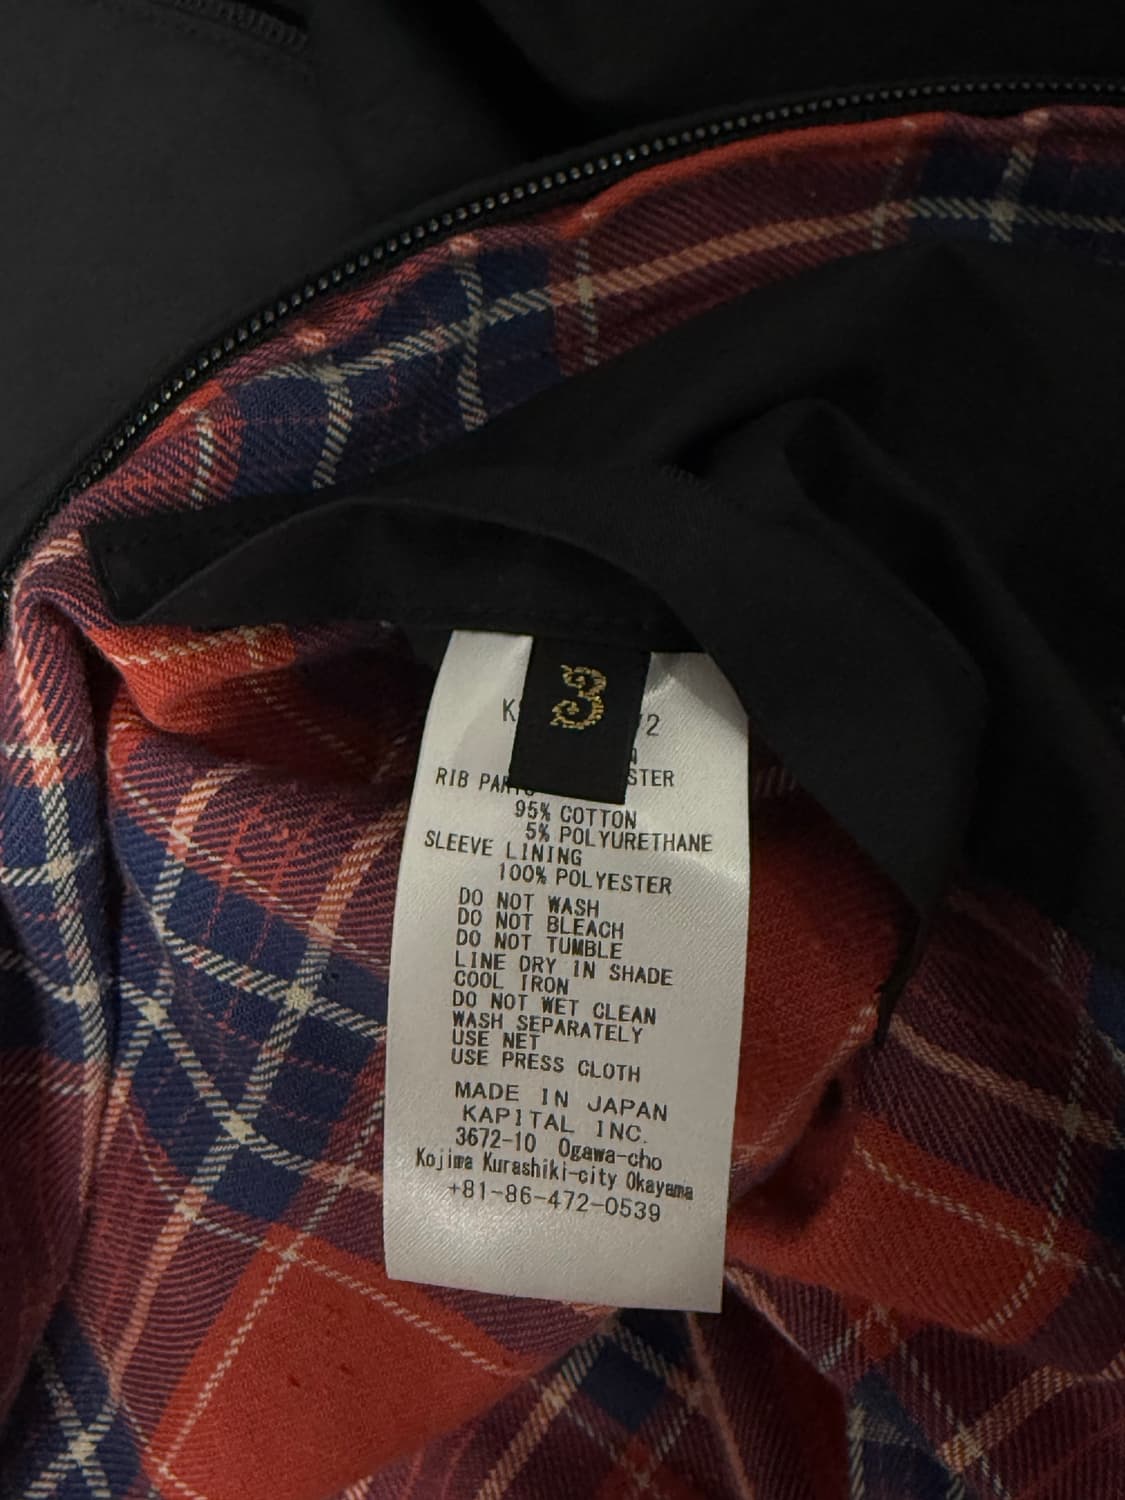 3
RIB PARTS
95% COTTON
5% POLYURETHANE
SLEEVE LINING
100% POLYESTER
DO NOT WASH
DO NOT BLEACH
DO NOT TUMBLE
LINE DRY IN SHADE
COOL IRON
DO NOT WET CLEAN
WASH SEPARATELY
USE NET
USE PRESS CLOTH
MADE IN JAPAN
KAPITAL INC.
3672-10 Ogawa-cho
Kojima Kurashiki-city Okayama
+81-86-472-0539